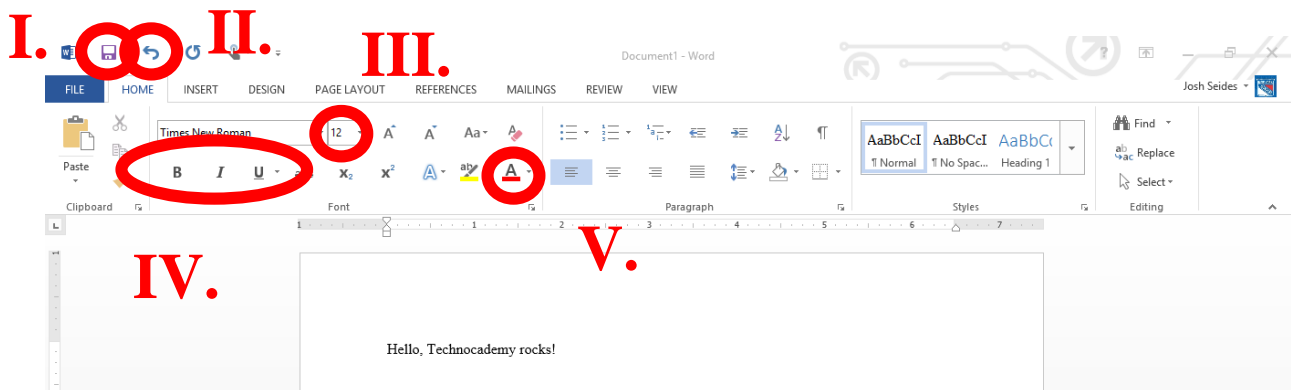 I. II. III.
Document1 - Word
FILE HOME INSERT DESIGN PAGE LAYOUT REFERENCES MAILINGS REVIEW VIEW Josh Seides
Times New Roman 12 A A Aa
Paste B I U X₂ X² A ab A
AaBbCcI AaBbCcI AaBbCc
¶ Normal ¶ No Spac... Heading 1
Find
Replace
Select
Clipboard Font Paragraph Styles Editing
1 1 2 3 4 5 6 7
IV. V.
Hello, Technocademy rocks!